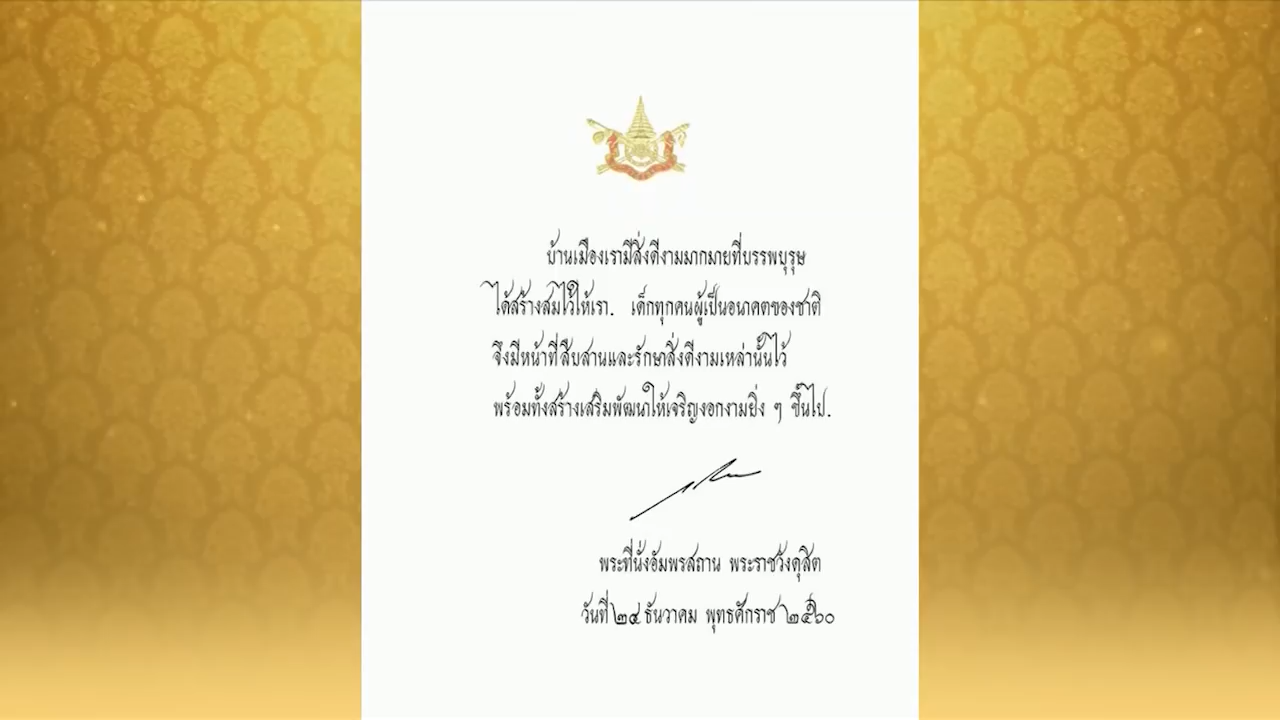 บ้านเมืองเรามีสิ่งดีงามมากมายที่บรรพบุรุษ
ได้สร้างสมไว้ให้เรา. เด็กทุกคนผู้เป็นอนาคตของชาติ
จึงมีหน้าที่สืบสานและรักษาสิ่งดีงามเหล่านั้นไว้
พร้อมทั้งสร้างเสริมพัฒนาให้เจริญงอกงามยิ่ง ๆ ขึ้นไป.
พระที่นั่งอัมพรสถาน พระราชวังดุสิต
วันที่ ๒๔ ธันวาคม พุทธศักราช ๒๕๖๐